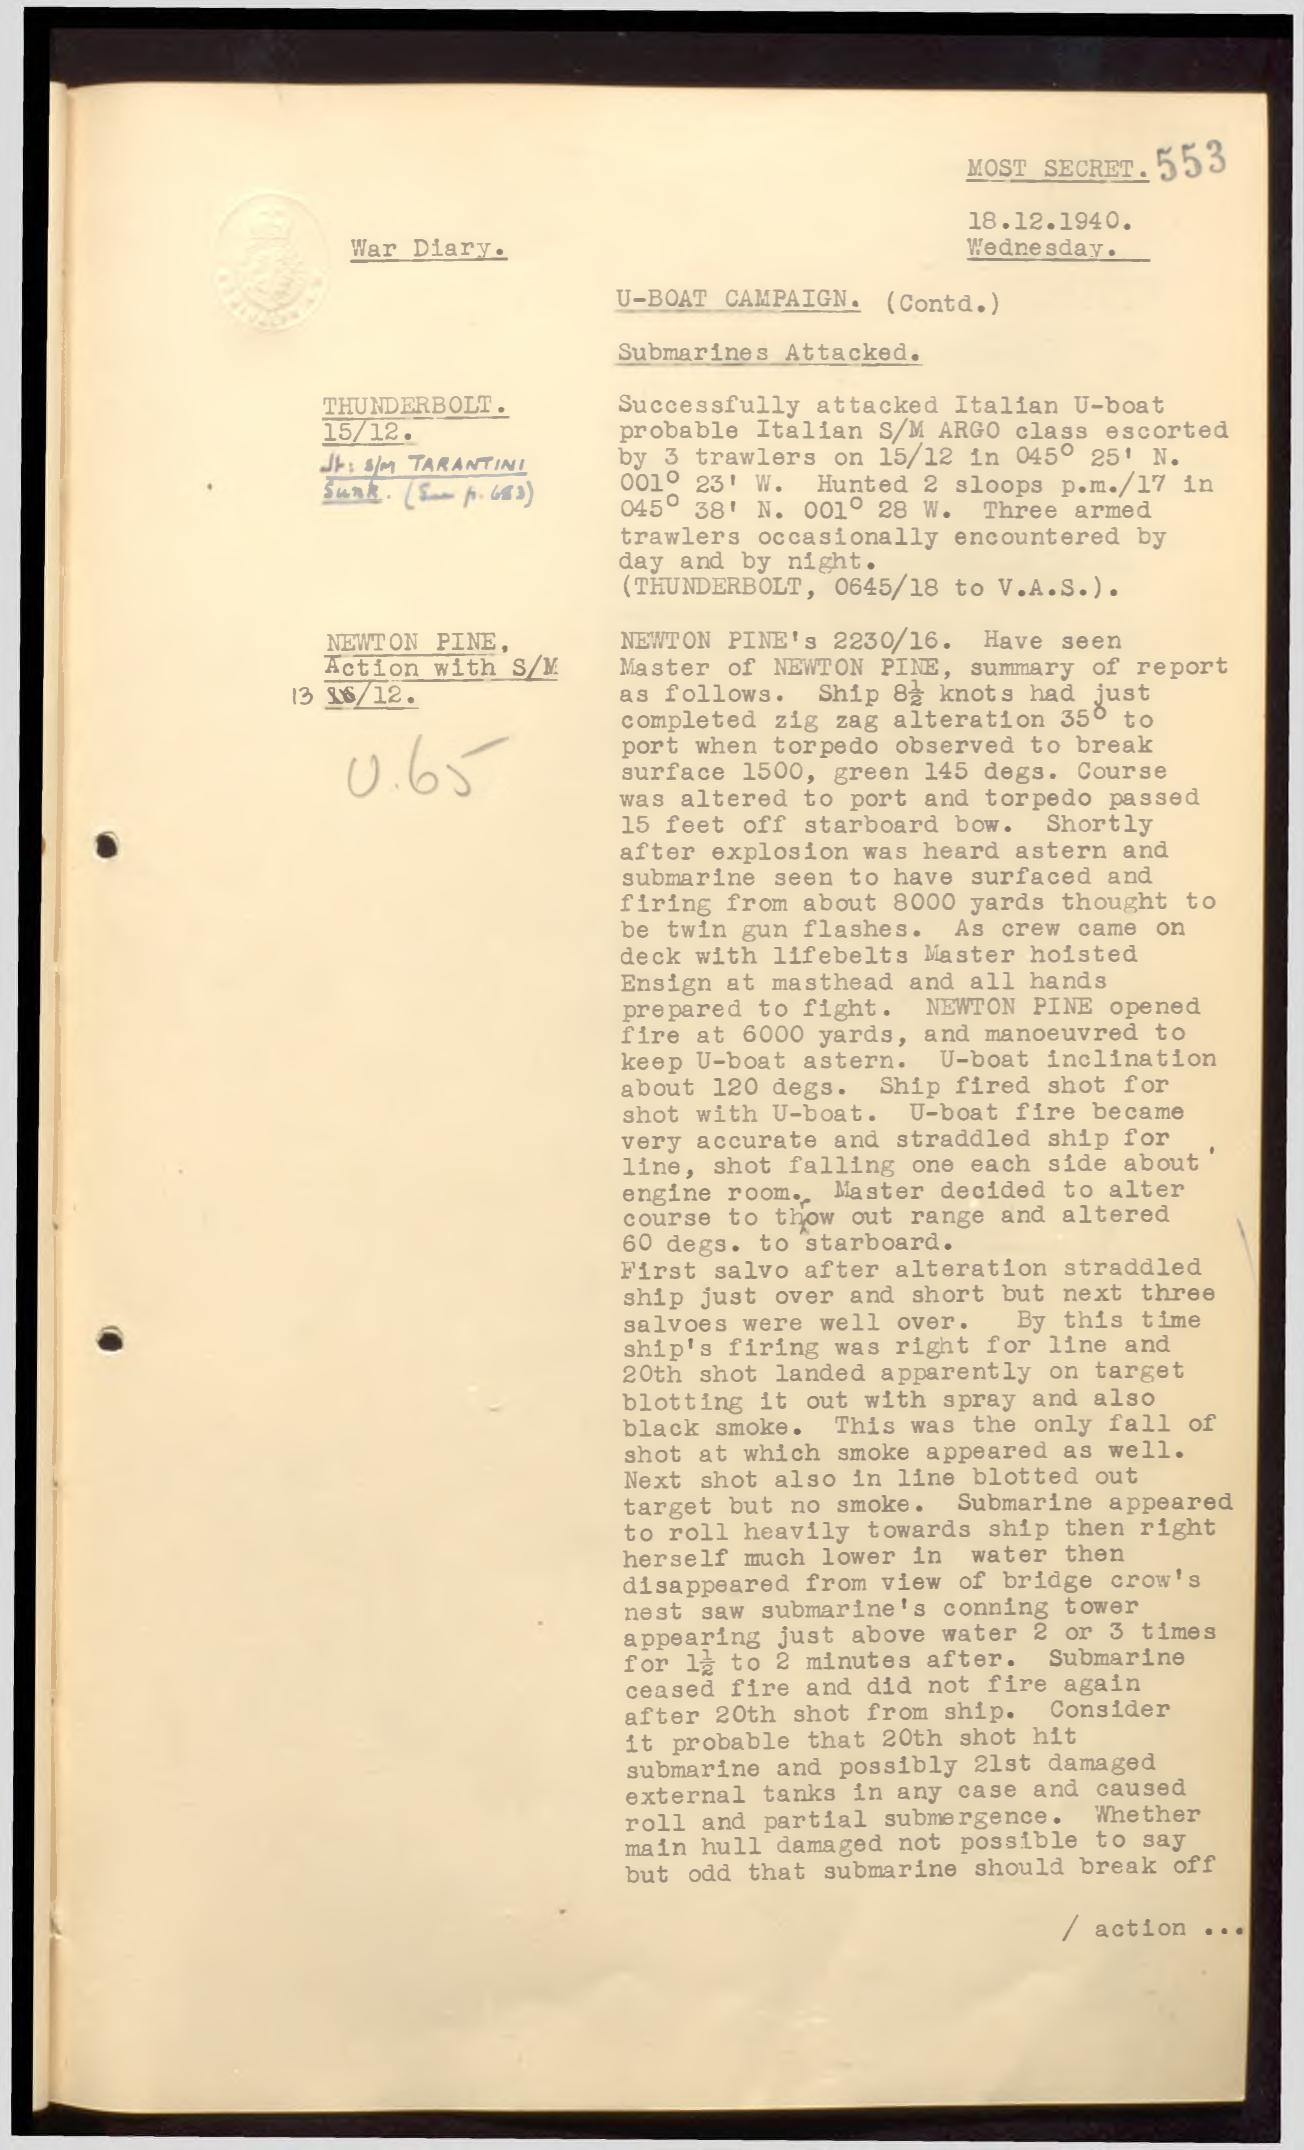 MOST SECRET. 553
18.12.1940.
Wednesday.
War Diary.
U-BOAT CAMPAIGN. (Contd.)
Submarines Attacked.
THUNDERBOLT.
15/12.
It: S/M TARANTINI
Sunk. (See p. 683)
Successfully attacked Italian U-boat
probable Italian S/M ARGO class escorted
by 3 trawlers on 15/12 in 045° 25' N.
001° 23' W. Hunted 2 sloops p.m./17 in
045° 38' N. 001° 28 W. Three armed
trawlers occasionally encountered by
day and by night.
(THUNDERBOLT, 0645/18 to V.A.S.).
NEWTON PINE,
Action with S/M
13 16/12.
U.65
NEWTON PINE's 2230/16. Have seen
Master of NEWTON PINE, summary of report
as follows. Ship 8½ knots had just
completed zig zag alteration 35° to
port when torpedo observed to break
surface 1500, green 145 degs. Course
was altered to port and torpedo passed
15 feet off starboard bow. Shortly
after explosion was heard astern and
submarine seen to have surfaced and
firing from about 8000 yards thought to
be twin gun flashes. As crew came on
deck with lifebelts Master hoisted
Ensign at masthead and all hands
prepared to fight. NEWTON PINE opened
fire at 6000 yards, and manoeuvred to
keep U-boat astern. U-boat inclination
about 120 degs. Ship fired shot for
shot with U-boat. U-boat fire became
very accurate and straddled ship for
line, shot falling one each side about
engine room. Master decided to alter
course to throw out range and altered
60 degs. to starboard.
First salvo after alteration straddled
ship just over and short but next three
salvoes were well over. By this time
ship's firing was right for line and
20th shot landed apparently on target
blotting it out with spray and also
black smoke. This was the only fall of
shot at which smoke appeared as well.
Next shot also in line blotted out
target but no smoke. Submarine appeared
to roll heavily towards ship then right
herself much lower in water then
disappeared from view of bridge crow's
nest saw submarine's conning tower
appearing just above water 2 or 3 times
for 1½ to 2 minutes after. Submarine
ceased fire and did not fire again
after 20th shot from ship. Consider
it probable that 20th shot hit
submarine and possibly 21st damaged
external tanks in any case and caused
roll and partial submergence. Whether
main hull damaged not possible to say
but odd that submarine should break off
/ action ...